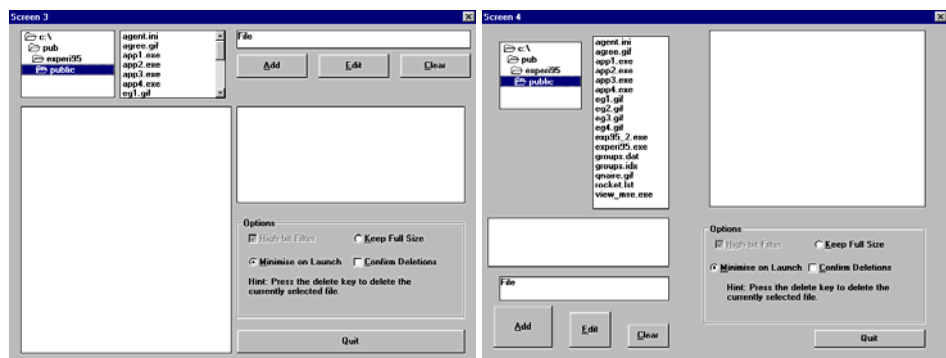 Screen 3
c:\
pub
experi95
public
agent.ini
agree.gif
app1.exe
app2.exe
app3.exe
app4.exe
eg1.gif
File
Add Edit Clear
Options
High-bit Filter Keep Full Size
Minimise on Launch Confirm Deletions
Hint: Press the delete key to delete the
currently selected file.
Quit
Screen 4
c:\
pub
experi95
public
agent.ini
agree.gif
app1.exe
app2.exe
app3.exe
app4.exe
eg1.gif
eg2.gif
eg3.gif
eg4.gif
exp95_2.exe
experi95.exe
groups.dat
groups.idx
qnaire.gif
rocket.lst
view_mse.exe
File
Add Edit Clear
Options
High-bit Filter Keep Full Size
Minimise on Launch Confirm Deletions
Hint: Press the delete key to delete the
currently selected file.
Quit